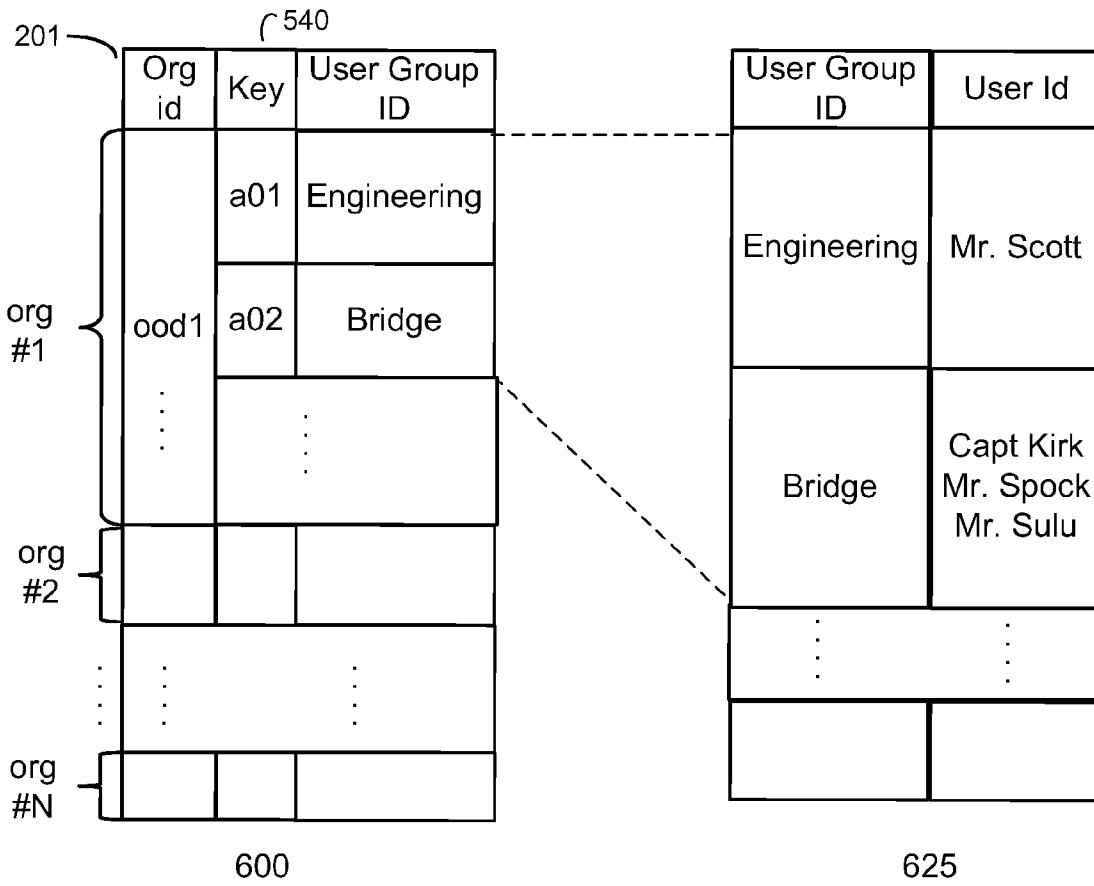 201
540
Org
id
Key
User Group
ID
User Group
ID
User Id
org
#1
ood1
a01
Engineering
a02
Bridge
Engineering
Mr. Scott
Bridge
Capt Kirk
Mr. Spock
Mr. Sulu
org
#2
org
#N
600
625